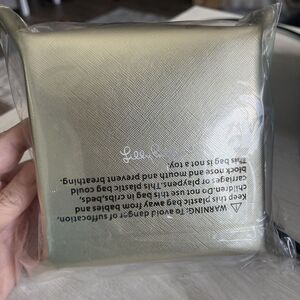 Lilly
⚠ WARNING: To avoid danger of suffocation,
Keep this plastic bag away from babies and
children. Do not use this bag in cribs, beds,
carriages or playpens. This plastic bag could
block nose and mouth and prevent breathing.
This bag is not a toy.